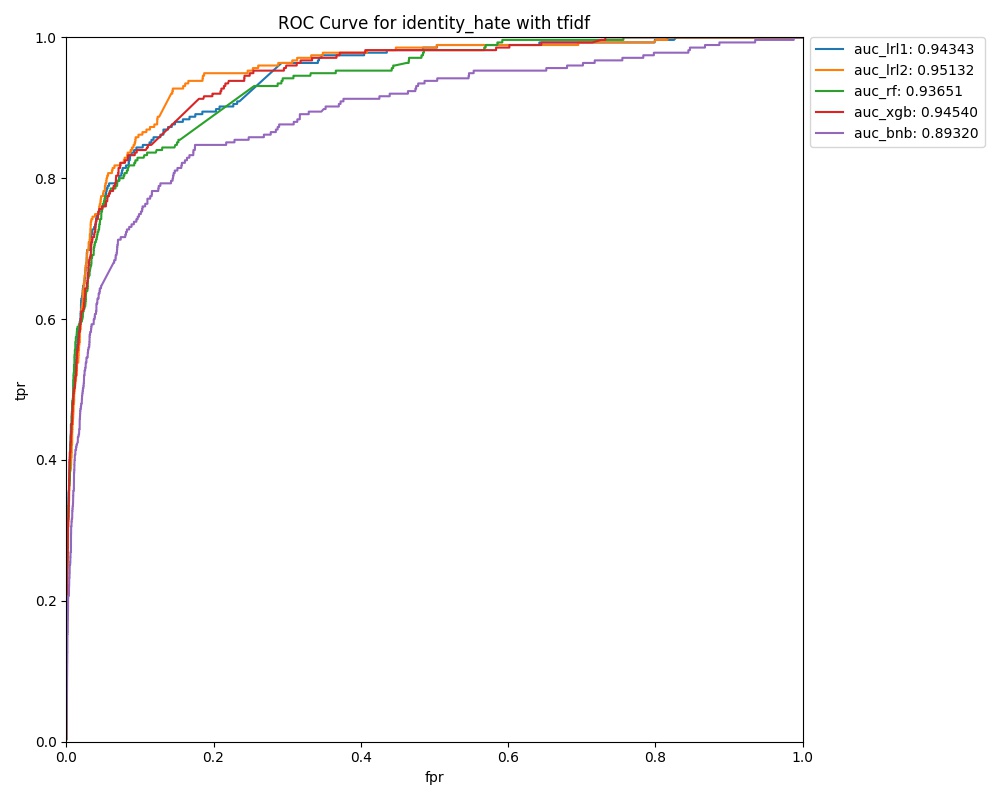 ROC Curve for identity_hate with tfidf
auc_lrl1: 0.94343
auc_lrl2: 0.95132
auc_rf: 0.93651
auc_xgb: 0.94540
auc_bnb: 0.89320
1.0
0.8
0.6
0.4
0.2
0.0
tpr
0.0 0.2 0.4 0.6 0.8 1.0
fpr